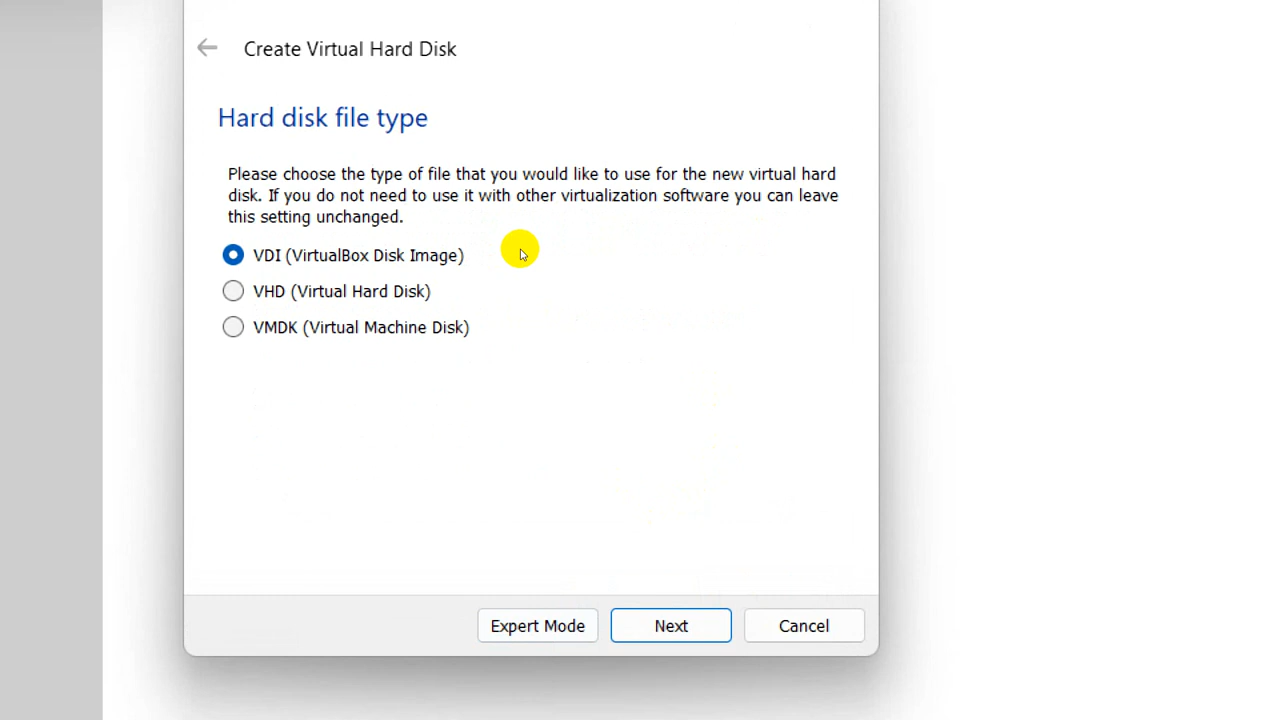 Create Virtual Hard Disk
Hard disk file type
Please choose the type of file that you would like to use for the new virtual hard
disk. If you do not need to use it with other virtualization software you can leave
this setting unchanged.
VDI (VirtualBox Disk Image)
VHD (Virtual Hard Disk)
VMDK (Virtual Machine Disk)
Expert Mode Next Cancel